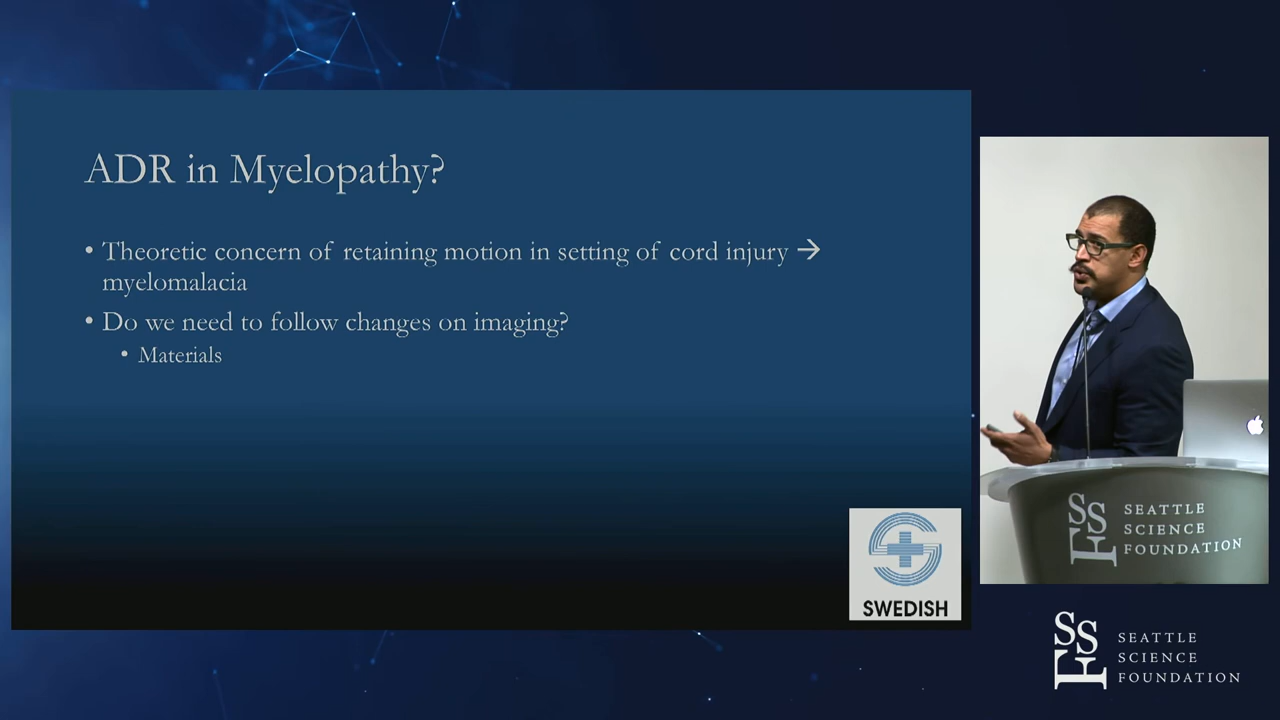 ADR in Myelopathy?
• Theoretic concern of retaining motion in setting of cord injury →
myelomalacia
• Do we need to follow changes on imaging?
• Materials
SWEDISH
SSF
SEATTLE
SCIENCE
FOUNDATION
SSF
SEATTLE
SCIENCE
FOUNDATION